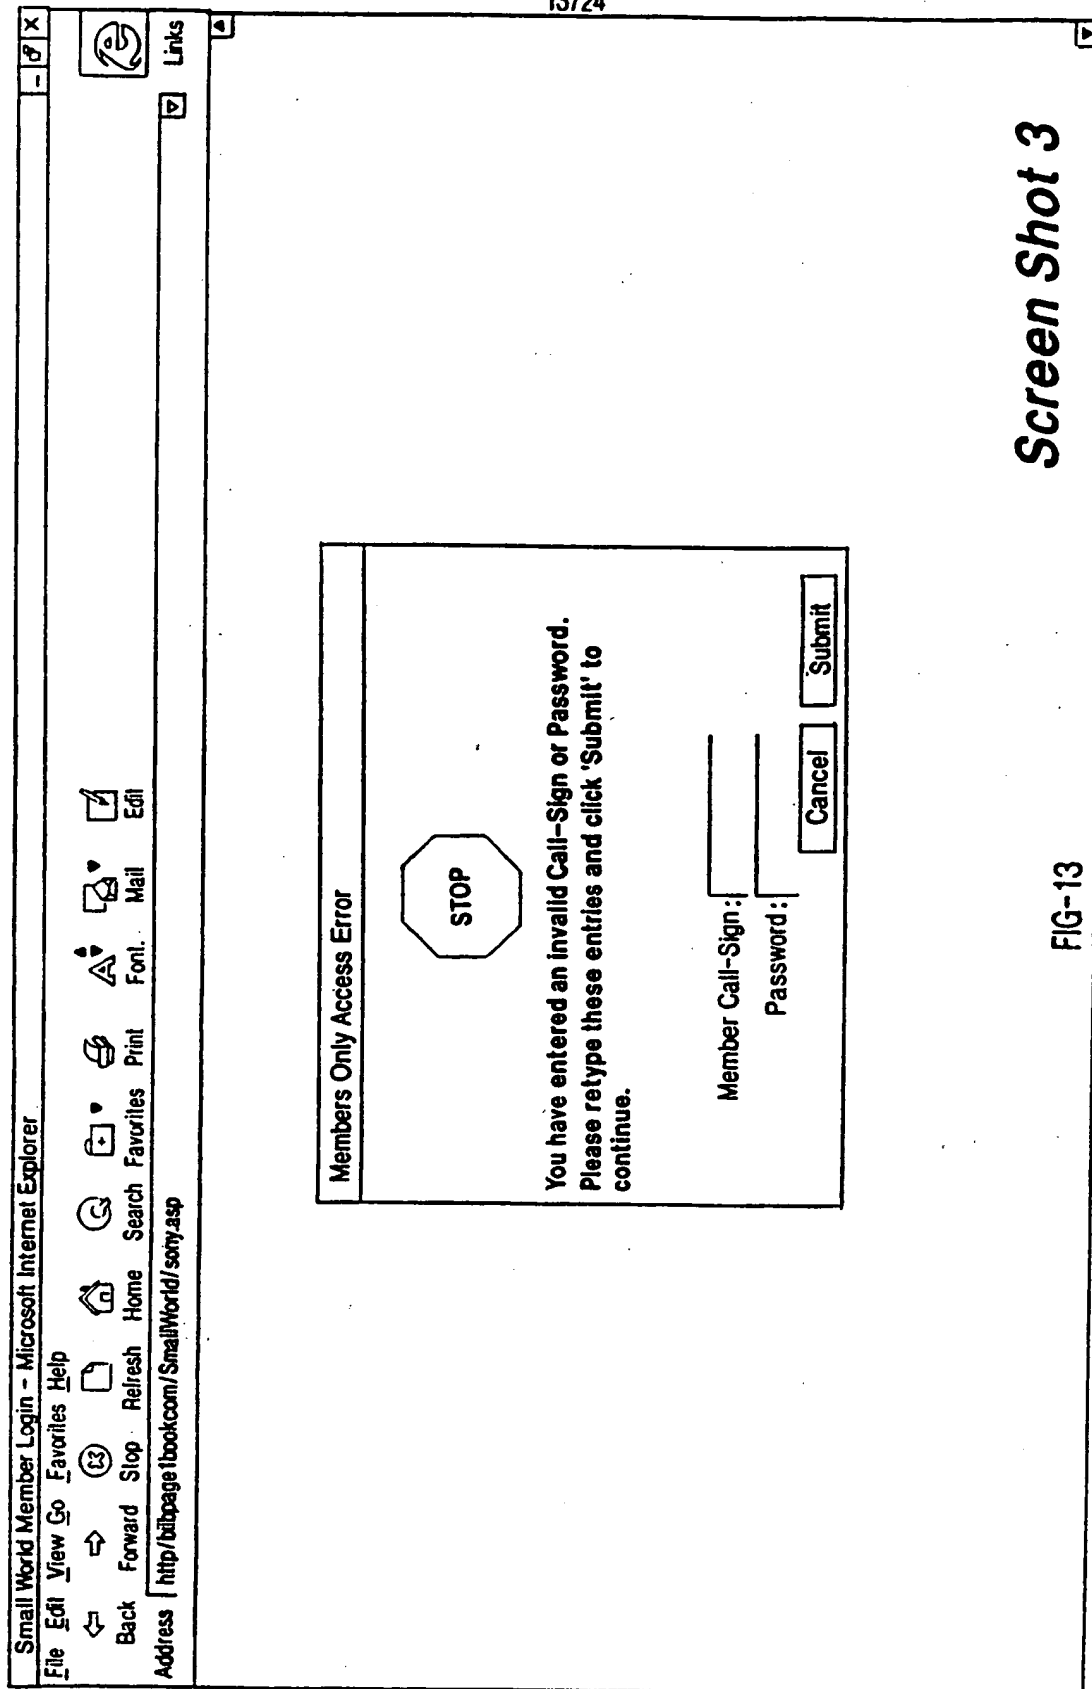 13/24
Small World Member Login - Microsoft Internet Explorer
File Edit View Go Favorites Help
Back Forward Stop Refresh Home Search Favorites Print Font. Mail Edit
Address http/bilbpage1bookcom/SmallWorld/sony.asp Links
Members Only Access Error
STOP
You have entered an invalid Call-Sign or Password.
Please retype these entries and click 'Submit' to
continue.
Member Call-Sign:
Password:
Cancel Submit
Screen Shot 3
FIG-13